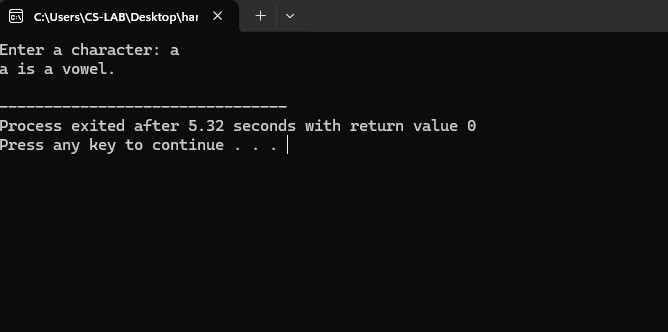 C:\Users\CS-LAB\Desktop\har
Enter a character: a
a is a vowel.
--------------------------------
Process exited after 5.32 seconds with return value 0
Press any key to continue . . .